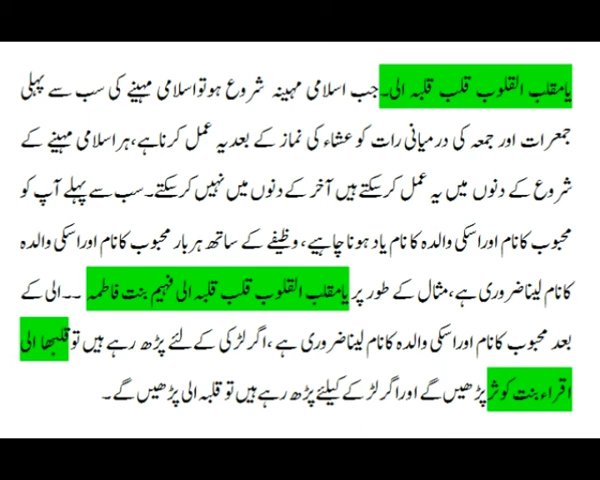 یا مقلب القلوب قلب قلبہ الی۔ جب اسلامی مہینہ شروع ہو تو اسلامی مہینے کی سب سے پہلی
جمعرات اور جمعہ کی درمیانی رات کو عشاء کی نماز کے بعد یہ عمل کرنا ہے، ہر اسلامی مہینے کے
شروع کے دنوں میں یہ عمل کر سکتے ہیں آخر کے دنوں میں نہیں کر سکتے۔ سب سے پہلے آپ کو
محبوب کا نام اور اسکی والدہ کا نام یاد ہونا چاہیے، وظیفے کے ساتھ ہر بار محبوب کا نام اور اسکی والدہ
کا نام لینا ضروری ہے، مثال کے طور پر یا مقلب القلوب قلب قلبہ الی فہیم بنت فاطمہ ۔۔ الی کے
بعد محبوب کا نام اور اسکی والدہ کا نام لینا ضروری ہے، اگر لڑکی کے لئے پڑھ رہے ہیں تو قلبھا الی
اقراء بنت کوثر پڑھیں گے اور اگر لڑکے کیلئے پڑھ رہے ہیں تو قلبہ الی پڑھیں گے۔